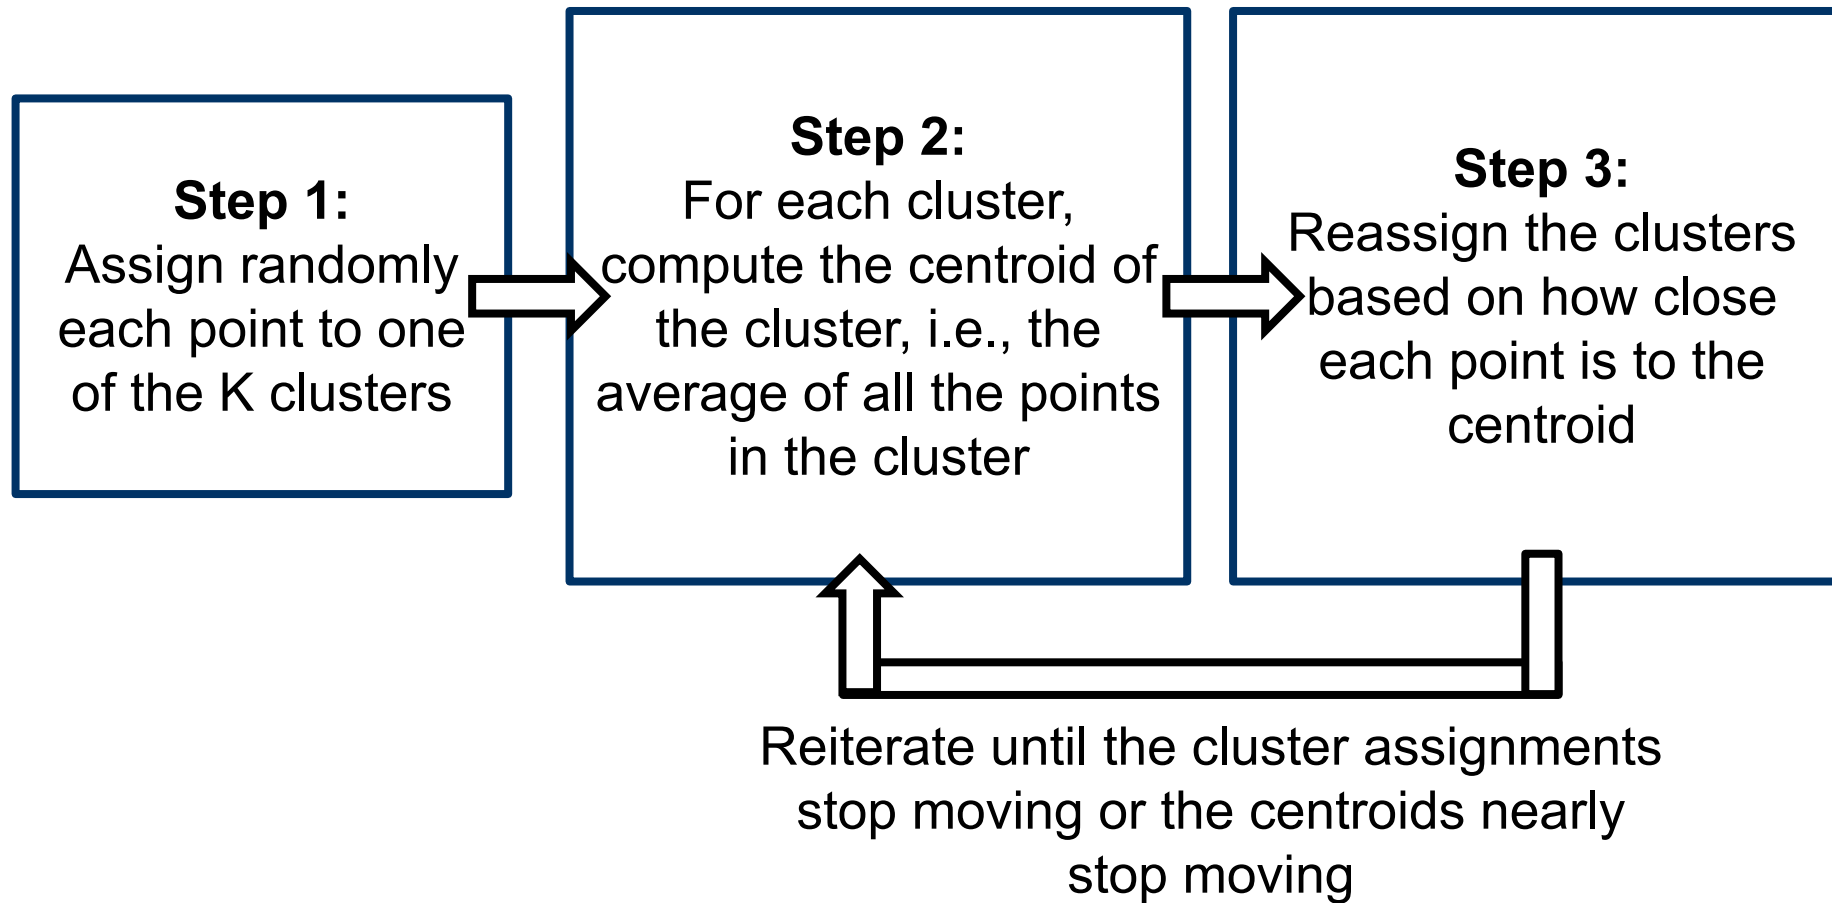 Step 1:
Assign randomly
each point to one
of the K clusters
Step 2:
For each cluster,
compute the centroid of
the cluster, i.e., the
average of all the points
in the cluster
Step 3:
Reassign the clusters
based on how close
each point is to the
centroid
Reiterate until the cluster assignments
stop moving or the centroids nearly
stop moving